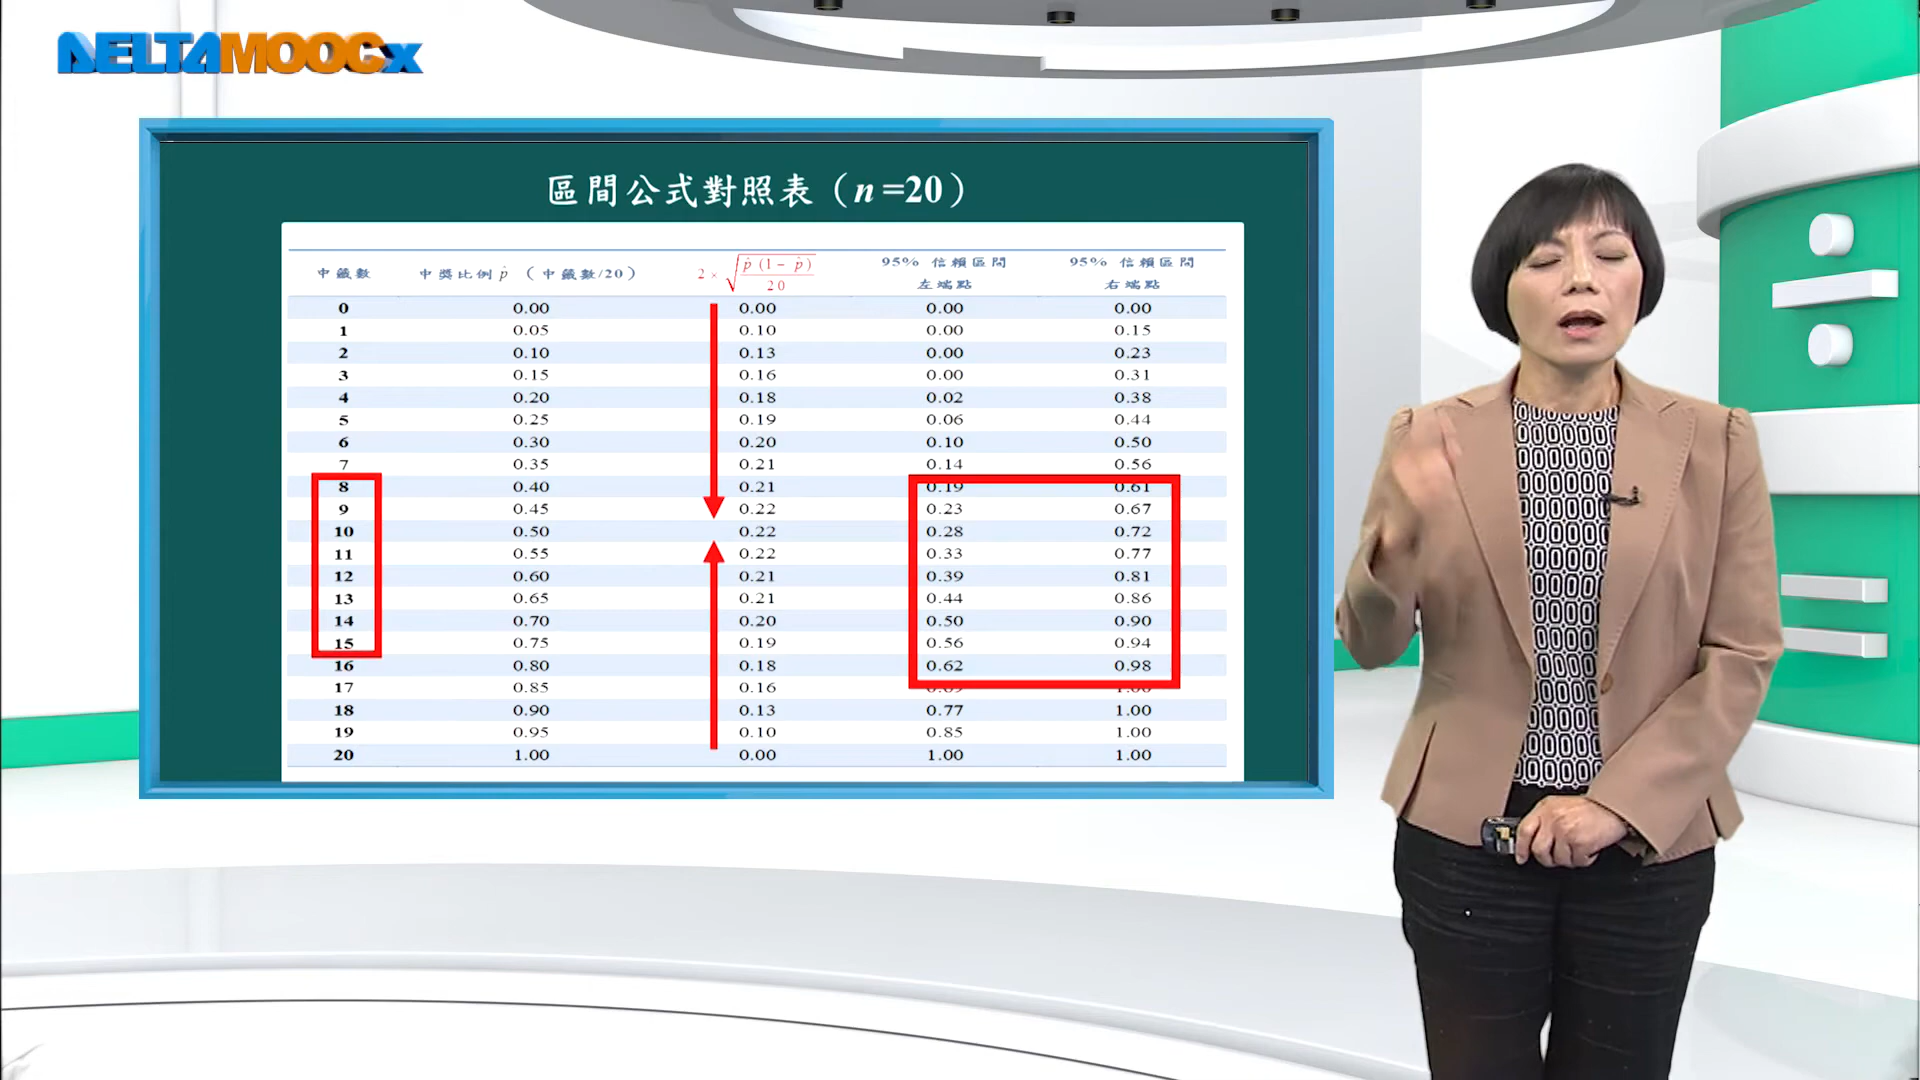 DELTAMOOCx
區間公式對照表（n =20）
中籤數 中獎比例 p̂ （中籤數/20） 2 × √(p̂ (1 − p̂) / 20) 95% 信賴區間 左端點 95% 信賴區間 右端點
0 0.00 0.00 0.00 0.00
1 0.05 0.10 0.00 0.15
2 0.10 0.13 0.00 0.23
3 0.15 0.16 0.00 0.31
4 0.20 0.18 0.02 0.38
5 0.25 0.19 0.06 0.44
6 0.30 0.20 0.10 0.50
7 0.35 0.21 0.14 0.56
8 0.40 0.21 0.19 0.61
9 0.45 0.22 0.23 0.67
10 0.50 0.22 0.28 0.72
11 0.55 0.22 0.33 0.77
12 0.60 0.21 0.39 0.81
13 0.65 0.21 0.44 0.86
14 0.70 0.20 0.50 0.90
15 0.75 0.19 0.56 0.94
16 0.80 0.18 0.62 0.98
17 0.85 0.16 0.69 1.00
18 0.90 0.13 0.77 1.00
19 0.95 0.10 0.85 1.00
20 1.00 0.00 1.00 1.00